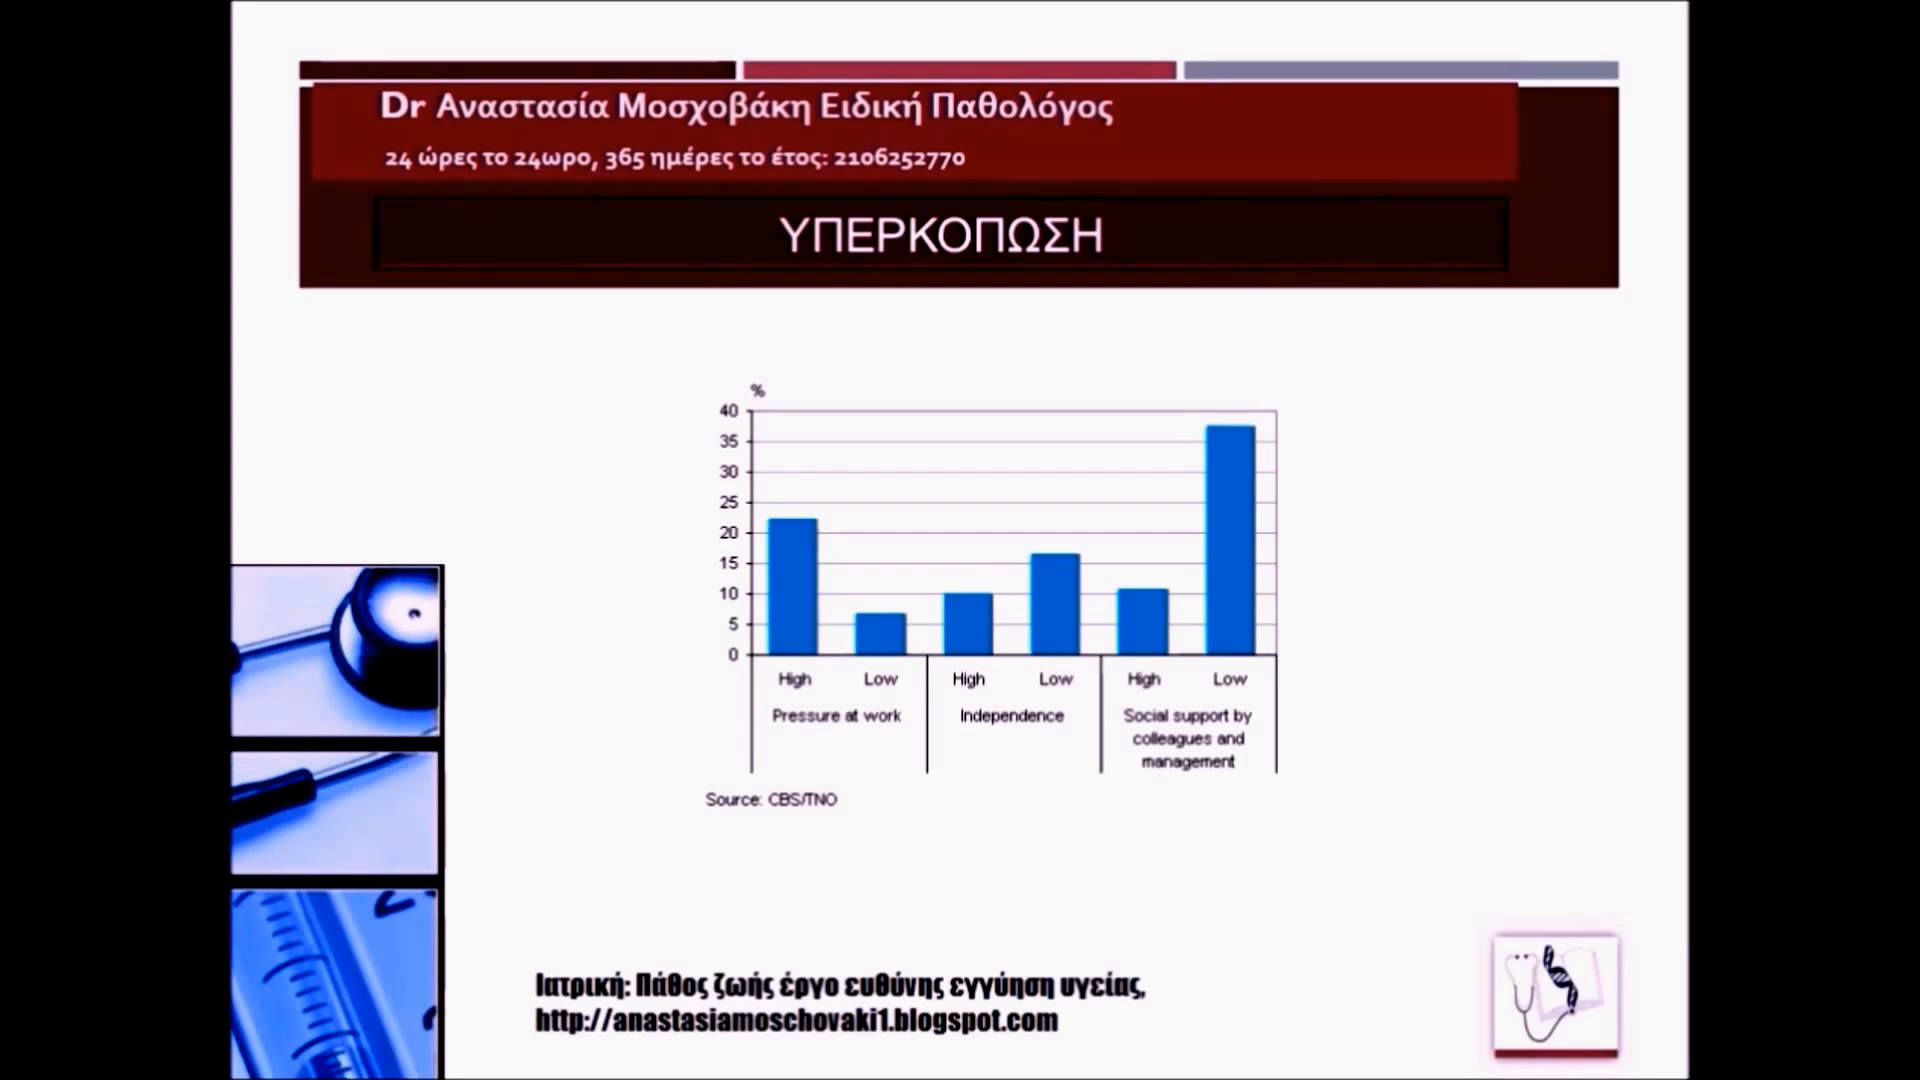 Dr Αναστασία Μοσχοβάκη Ειδική Παθολόγος
24 ώρες το 24ωρο, 365 ημέρες το έτος: 2106252770
ΥΠΕΡΚΟΠΩΣΗ
%
40
35
30
25
20
15
10
5
0
High Low High Low High Low
Pressure at work Independence Social support by
colleagues and
management
Source: CBS/TNO
Ιατρική: Πάθος ζωής έργο ευθύνης εγγύηση υγείας,
http://anastasiamoschovaki1.blogspot.com